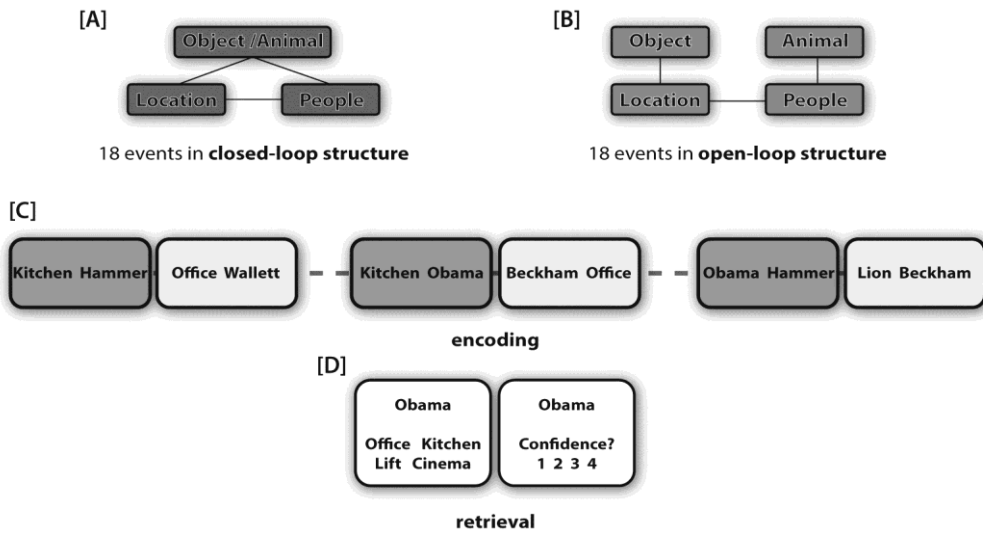 [A]
Object /Animal
Location People
18 events in closed-loop structure
[B]
Object Animal
Location People
18 events in open-loop structure
[C]
Kitchen Hammer Office Wallett Kitchen Obama Beckham Office Obama Hammer Lion Beckham
encoding
[D]
Obama
Office Kitchen
Lift Cinema
Obama
Confidence?
1 2 3 4
retrieval